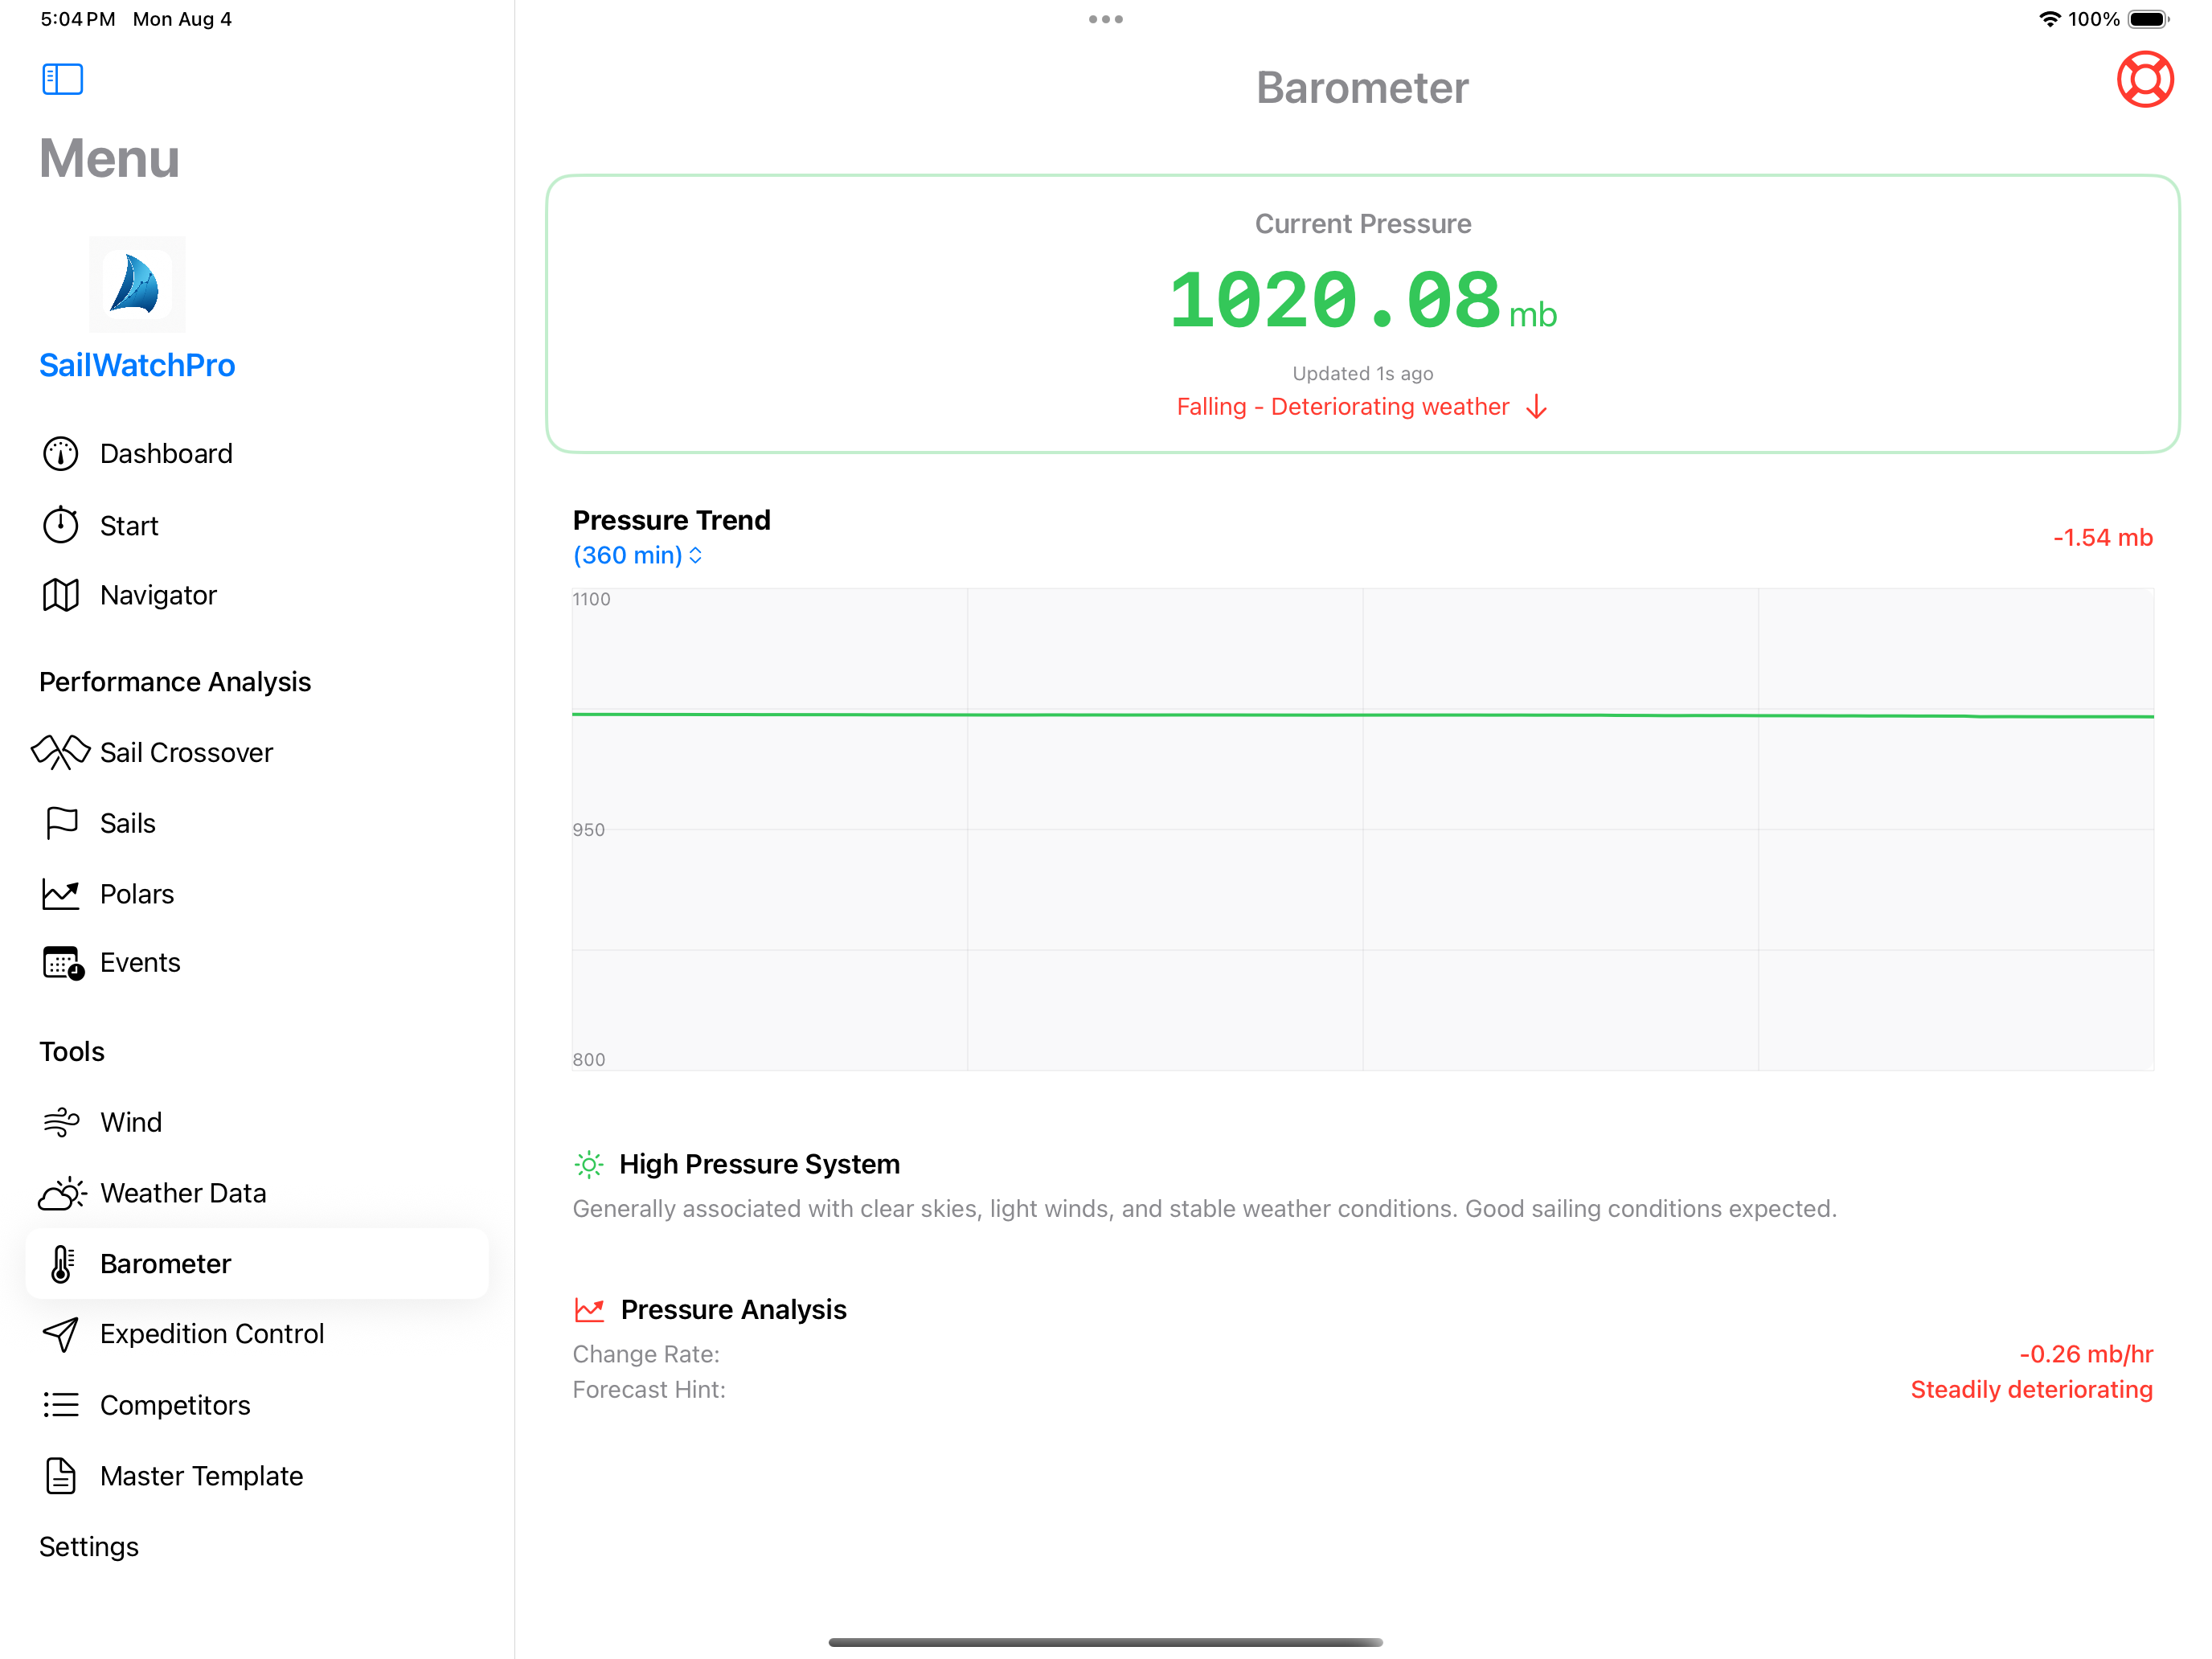 5:04 PM Mon Aug 4
100%
Menu
SailWatchPro
Dashboard
Start
Navigator
Performance Analysis
Sail Crossover
Sails
Polars
Events
Tools
Wind
Weather Data
Barometer
Expedition Control
Competitors
Master Template
Settings
Barometer
Current Pressure
1020.08 mb
Updated 1s ago
Falling - Deteriorating weather
Pressure Trend
(360 min)
-1.54 mb
1100
950
800
High Pressure System
Generally associated with clear skies, light winds, and stable weather conditions. Good sailing conditions expected.
Pressure Analysis
Change Rate: -0.26 mb/hr
Forecast Hint: Steadily deteriorating